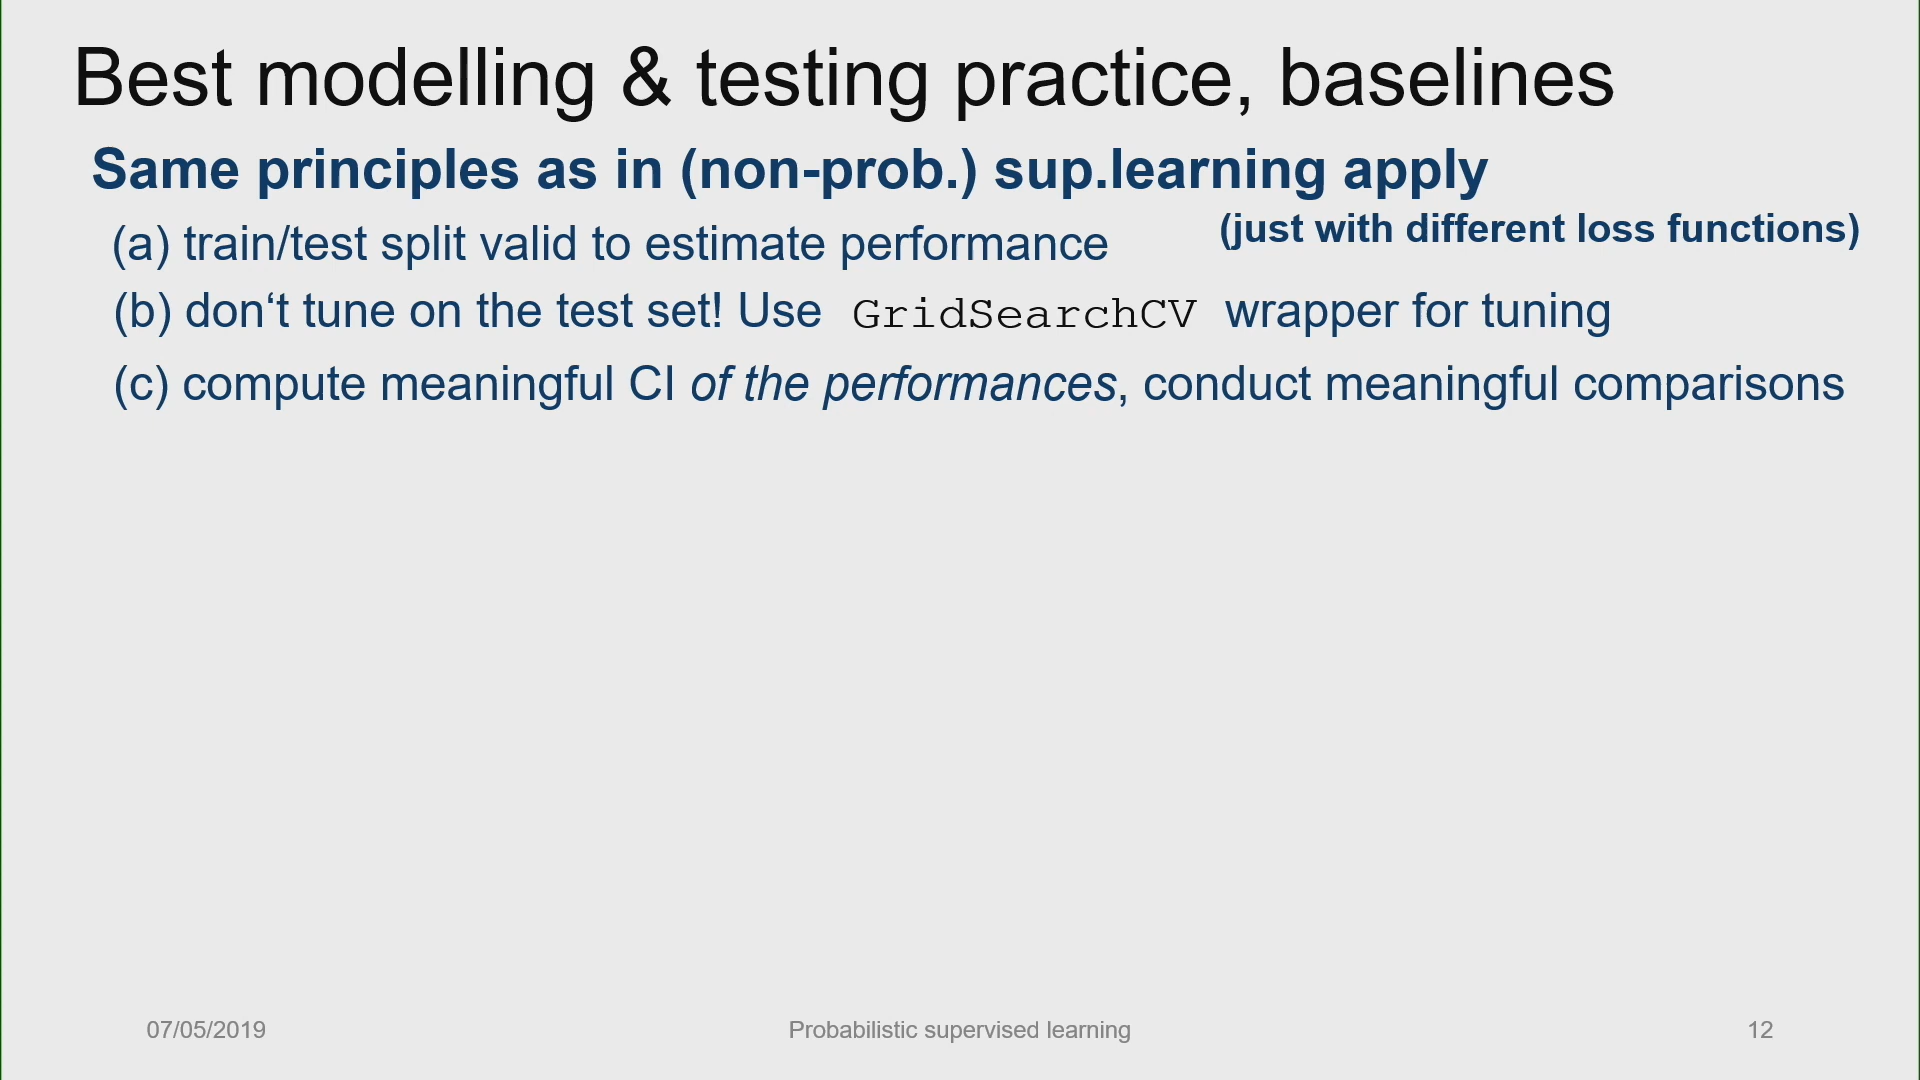 Best modelling & testing practice, baselines
Same principles as in (non-prob.) sup.learning apply
(just with different loss functions)
(a) train/test split valid to estimate performance
(b) don‘t tune on the test set! Use GridSearchCV wrapper for tuning
(c) compute meaningful CI of the performances, conduct meaningful comparisons
07/05/2019
Probabilistic supervised learning
12